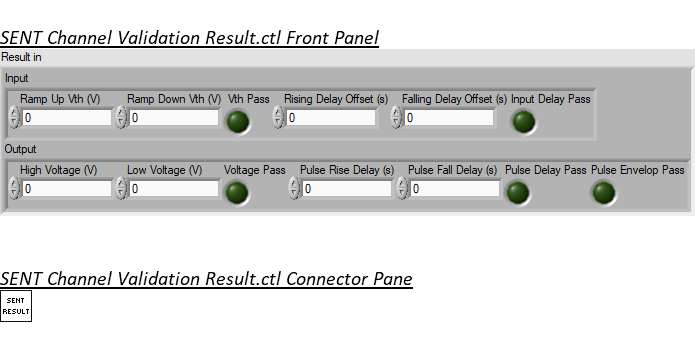 SENT Channel Validation Result.ctl Front Panel
Result in
Input
Ramp Up Vth (V) Ramp Down Vth (V) Vth Pass Rising Delay Offset (s) Falling Delay Offset (s) Input Delay Pass
0 0 0 0
Output
High Voltage (V) Low Voltage (V) Voltage Pass Pulse Rise Delay (s) Pulse Fall Delay (s) Pulse Delay Pass Pulse Envelop Pass
0 0 0 0
SENT Channel Validation Result.ctl Connector Pane
SENT
RESULT